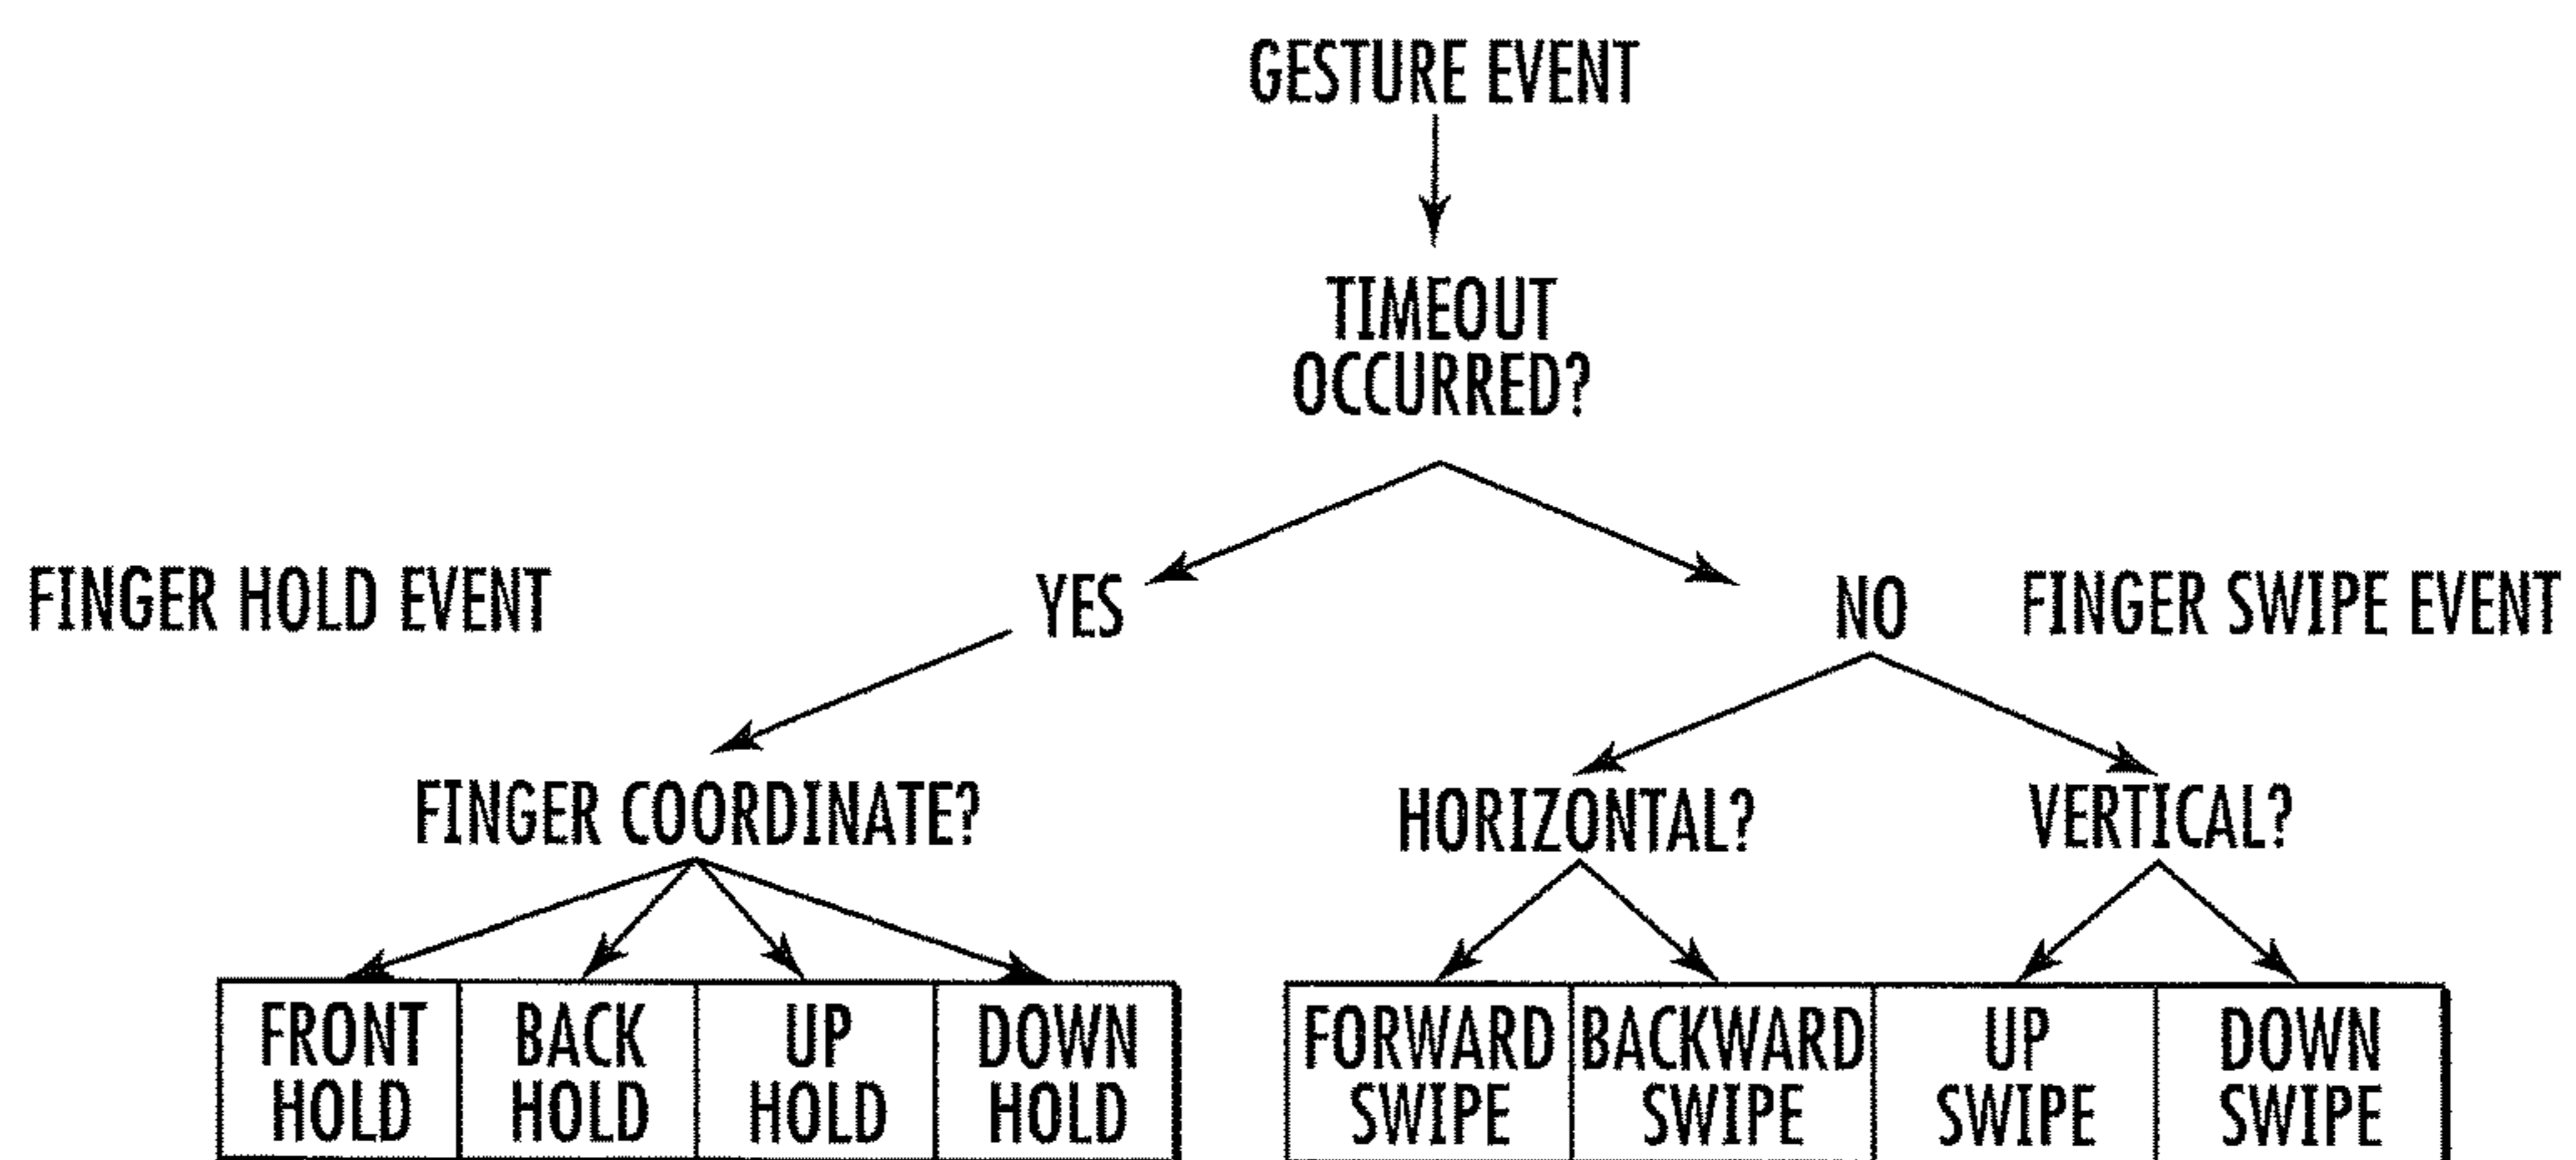 GESTURE EVENT
TIMEOUT
OCCURRED?
FINGER HOLD EVENT
YES
NO
FINGER SWIPE EVENT
FINGER COORDINATE?
HORIZONTAL?
VERTICAL?
FRONT
HOLD
BACK
HOLD
UP
HOLD
DOWN
HOLD
FORWARD
SWIPE
BACKWARD
SWIPE
UP
SWIPE
DOWN
SWIPE